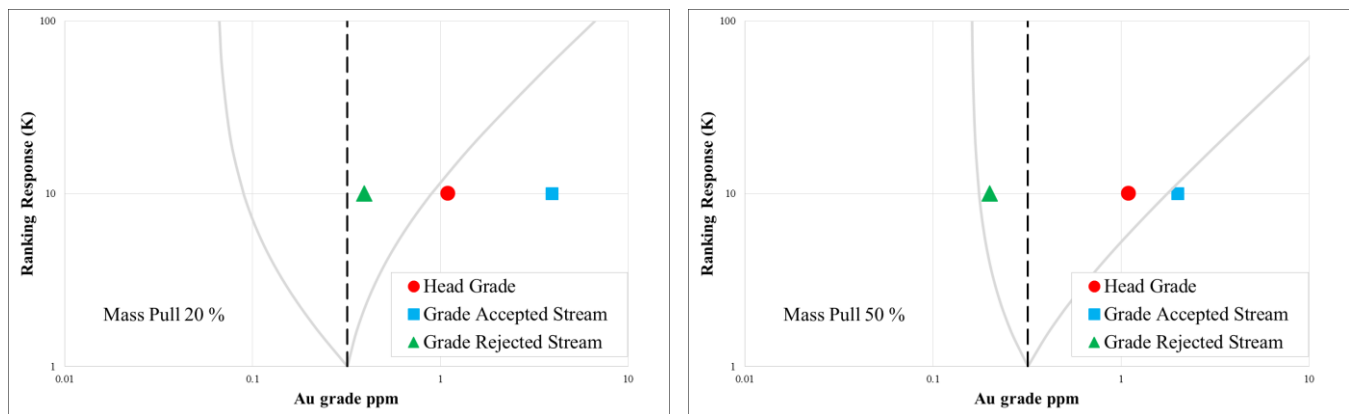 100
10
1
Ranking Response (K)
Head Grade
Grade Accepted Stream
Grade Rejected Stream
Mass Pull 20 %
0.01
0.1
1
10
Au grade ppm
100
10
1
Ranking Response (K)
Head Grade
Grade Accepted Stream
Grade Rejected Stream
Mass Pull 50 %
0.01
0.1
1
10
Au grade ppm